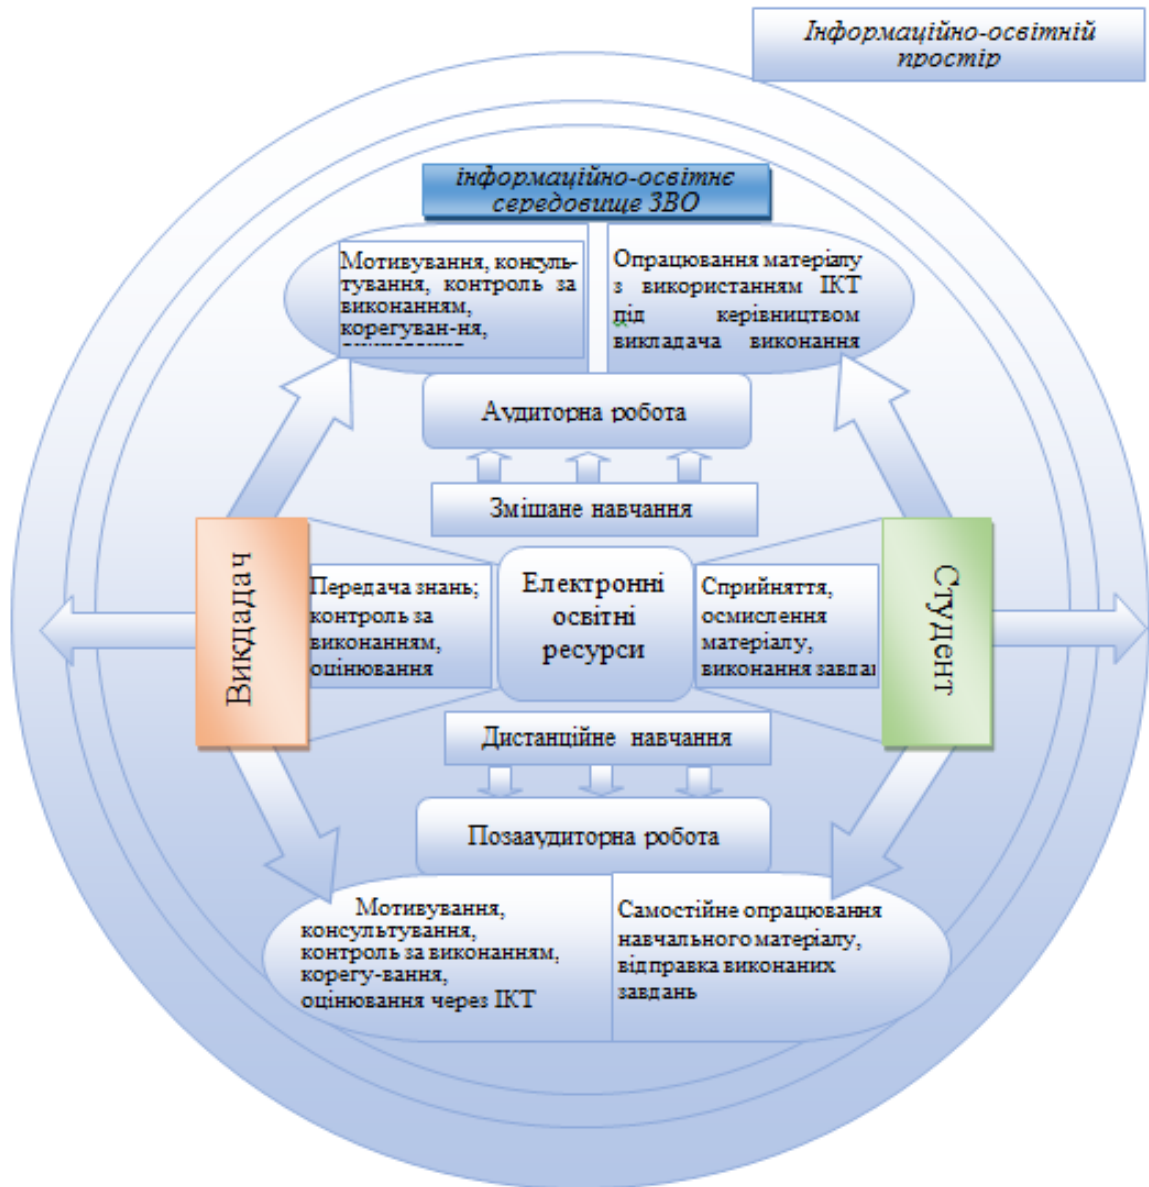 Інформаційно-освітній
простір
інформаційно-освітнє
середовище ЗВО
Мотивування, консуль-
тування, контроль за
виконанням,
корегуван-ня,
Опрацювання матеріалу
з використанням ІКТ
під керівництвом
викладача виконання
Аудиторна робота
Змішане навчання
Викдадач
Передача знань;
контроль за
виконанням,
оцінювання
Електронні
освітні
ресурси
Сприйняття,
осмислення
матеріалу,
виконання завдан
Студент
Дистанційне навчання
Позааудиторна робота
Мотивування,
консультування,
контроль за виконанням,
корегу-вання,
оцінювання через ІКТ
Самостійне опрацювання
навчального матеріалу,
відправка виконаних
завдань